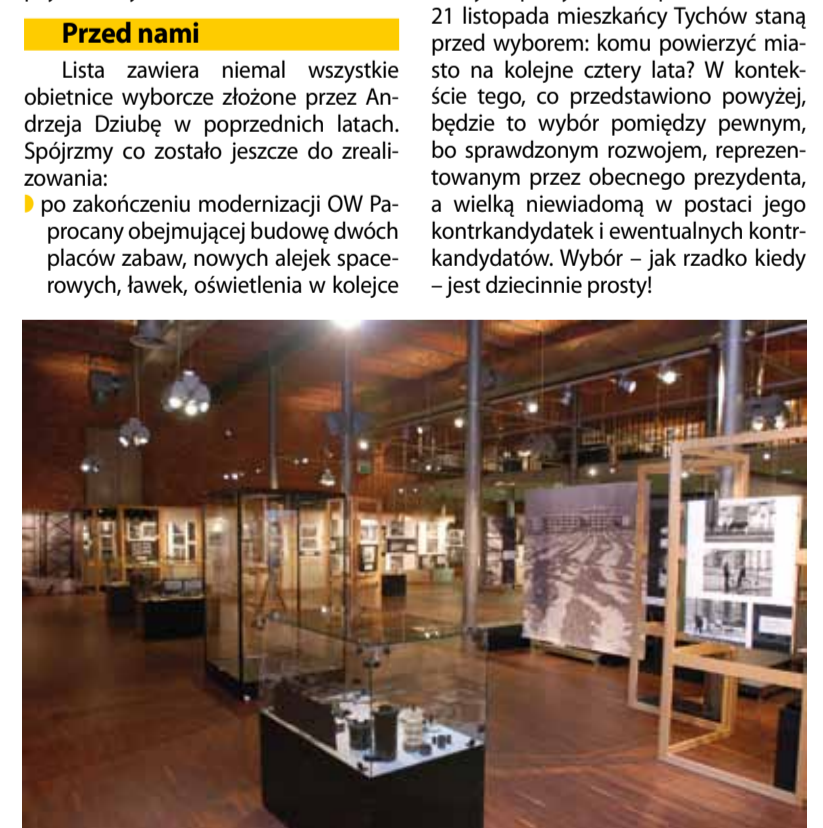 Przed nami
Lista zawiera niemal wszystkie
obietnice wyborcze złożone przez An-
drzeja Dziubę w poprzednich latach.
Spójrzmy co zostało jeszcze do zreali-
zowania:
po zakończeniu modernizacji OW Pa-
procany obejmującej budowę dwóch
placów zabaw, nowych alejek space-
rowych, ławek, oświetlenia w kolejce
21 listopada mieszkańcy Tychów staną
przed wyborem: komu powierzyć mia-
sto na kolejne cztery lata? W kontek-
ście tego, co przedstawiono powyżej,
będzie to wybór pomiędzy pewnym,
bo sprawdzonym rozwojem, reprezen-
towanym przez obecnego prezydenta,
a wielką niewiadomą w postaci jego
kontrkandydatek i ewentualnych kontr-
kandydatów. Wybór – jak rzadko kiedy
– jest dziecinnie prosty!